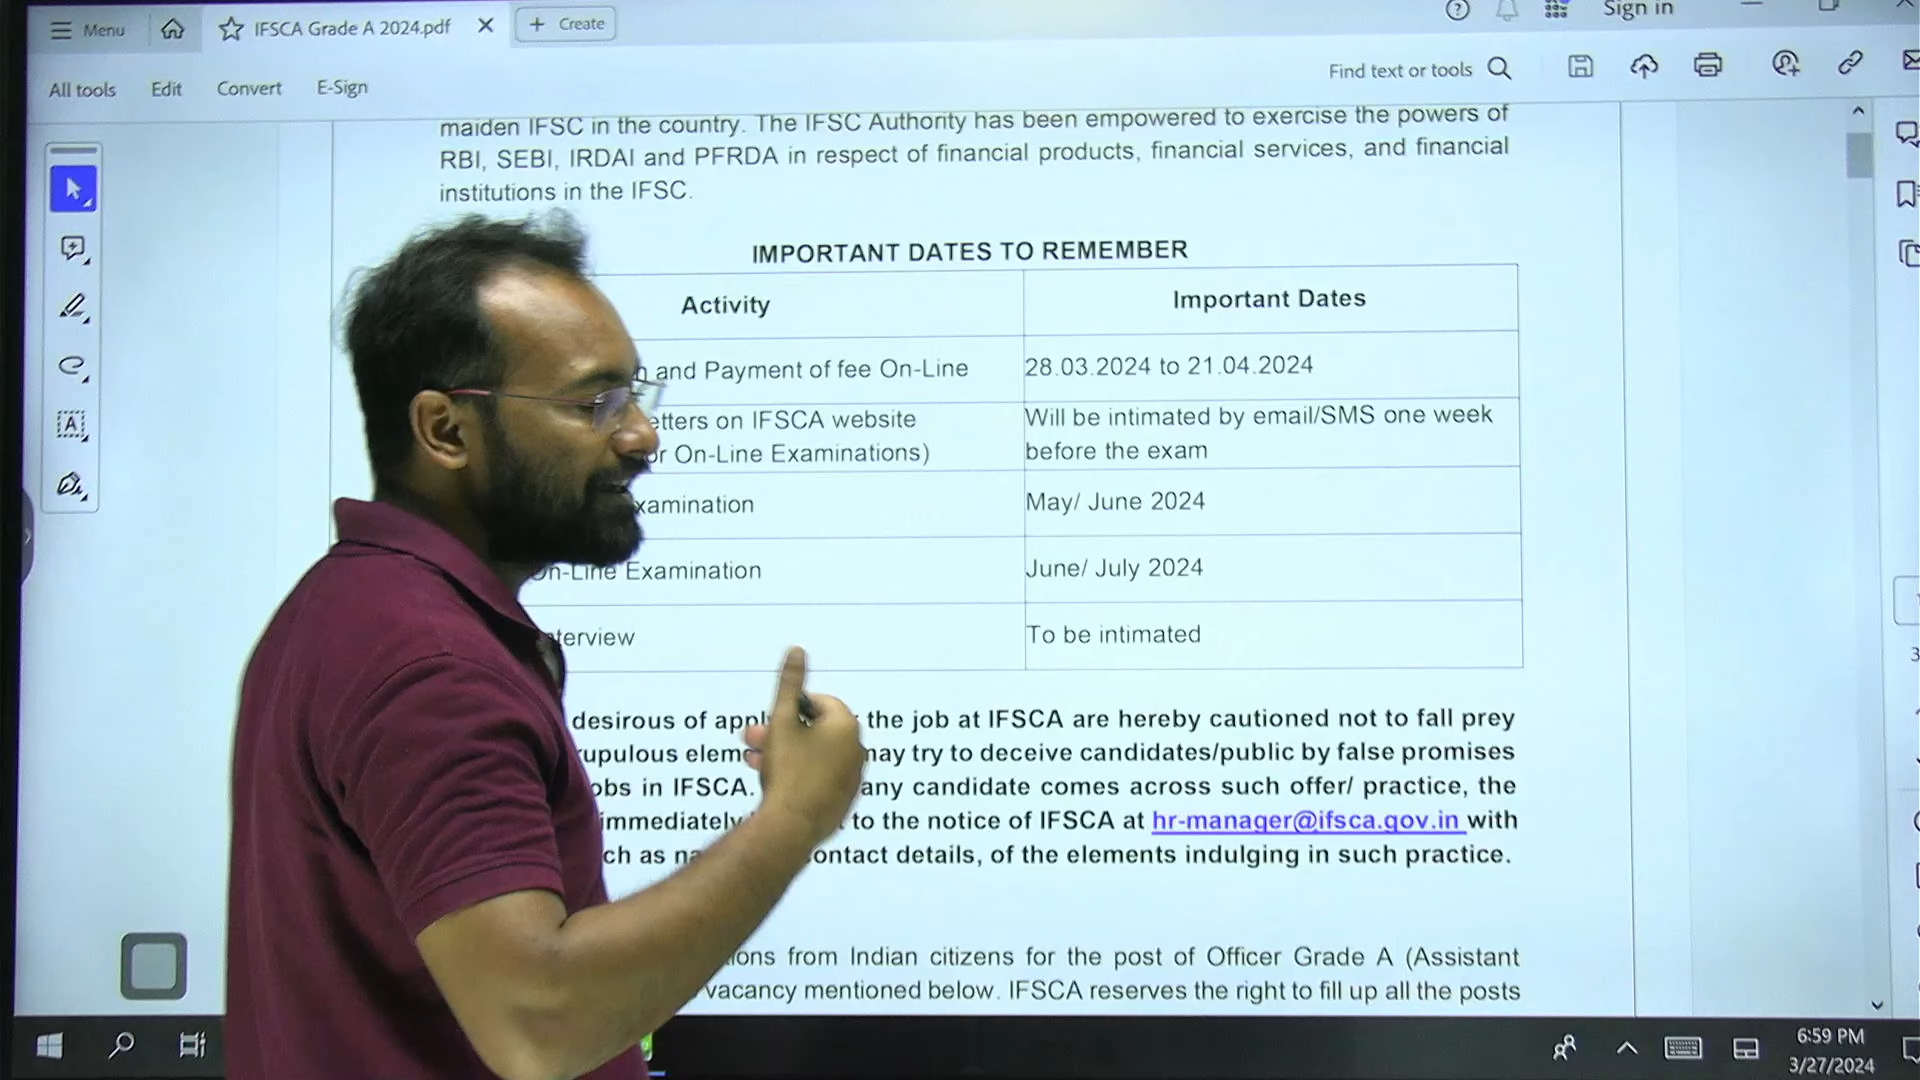 Menu
IFSCA Grade A 2024.pdf
Create
Sign in
All tools
Edit
Convert
E-Sign
Find text or tools
maiden IFSC in the country. The IFSC Authority has been empowered to exercise the powers of
RBI, SEBI, IRDAI and PFRDA in respect of financial products, financial services, and financial
institutions in the IFSC.
IMPORTANT DATES TO REMEMBER
Activity
Important Dates
and Payment of fee On-Line
28.03.2024 to 21.04.2024
etters on IFSCA website
or On-Line Examinations)
Will be intimated by email/SMS one week
before the exam
xamination
May/ June 2024
On-Line Examination
June/ July 2024
terview
To be intimated
desirous of appl the job at IFSCA are hereby cautioned not to fall prey
upulous eleme may try to deceive candidates/public by false promises
obs in IFSCA. any candidate comes across such offer/ practice, the
immediately to the notice of IFSCA at hr-manager@ifsca.gov.in with
ch as na ontact details, of the elements indulging in such practice.
ions from Indian citizens for the post of Officer Grade A (Assistant
vacancy mentioned below. IFSCA reserves the right to fill up all the posts
6:59 PM
3/27/2024